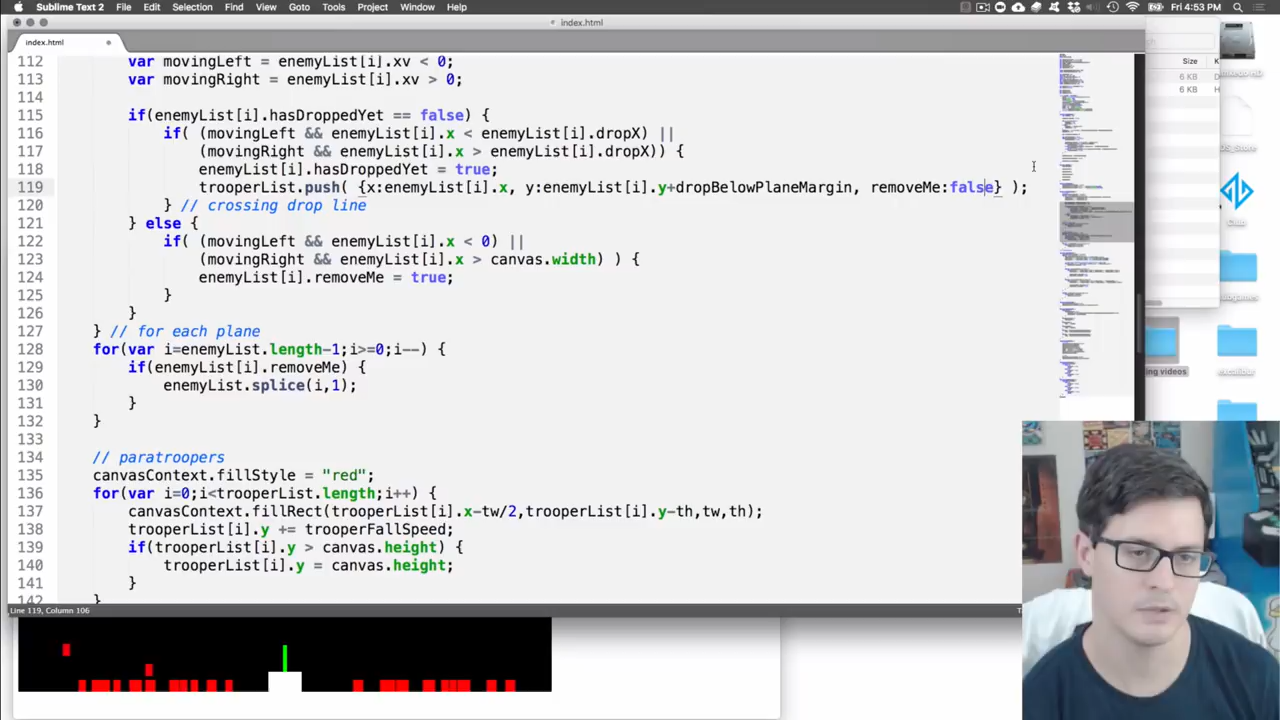 Sublime Text 2 File Edit Selection Find View Goto Tools Project Window Help Fri 4:53 PM
index.html
index.html
Size
6 KB
6 KB
112 var movingLeft = enemyList[i].xv < 0;
113 var movingRight = enemyList[i].xv > 0;
114
115 if(enemyList[i].hasDroppedYet == false) {
116 if( (movingLeft && enemyList[i].x < enemyList[i].dropX) ||
117 (movingRight && enemyList[i].x > enemyList[i].dropX)) {
118 enemyList[i].hasDroppedYet = true;
119 trooperList.push( {x:enemyList[i].x, y:enemyList[i].y+dropBelowPlaneMargin, removeMe:false} );
120 } // crossing drop line
121 } else {
122 if( (movingLeft && enemyList[i].x < 0) ||
123 (movingRight && enemyList[i].x > canvas.width) ) {
124 enemyList[i].removeMe = true;
125 }
126 }
127 } // for each plane
128 for(var i=enemyList.length-1;i>=0;i--) {
129 if(enemyList[i].removeMe) {
130 enemyList.splice(i,1);
131 }
132 }
133
134 // paratroopers
135 canvasContext.fillStyle = "red";
136 for(var i=0;i<trooperList.length;i++) {
137 canvasContext.fillRect(trooperList[i].x-tw/2,trooperList[i].y-th,tw,th);
138 trooperList[i].y += trooperFallSpeed;
139 if(trooperList[i].y > canvas.height) {
140 trooperList[i].y = canvas.height;
141 }
142 }
Line 119, Column 106
ing videos